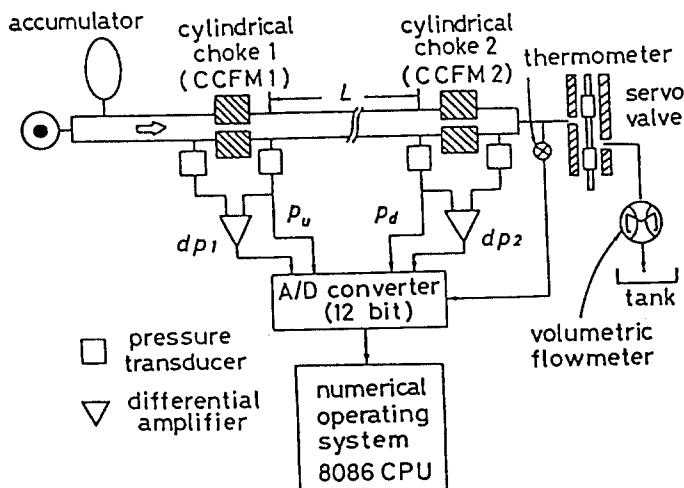 accumulator
cylindrical
choke 1
(CCFM1)
cylindrical
choke 2
(CCFM2)
thermometer
servo
valve
L
pu
pd
dp1
dp2
A/D converter
(12 bit)
tank
volumetric
flowmeter
pressure
transducer
differential
amplifier
numerical
operating
system
8086 CPU